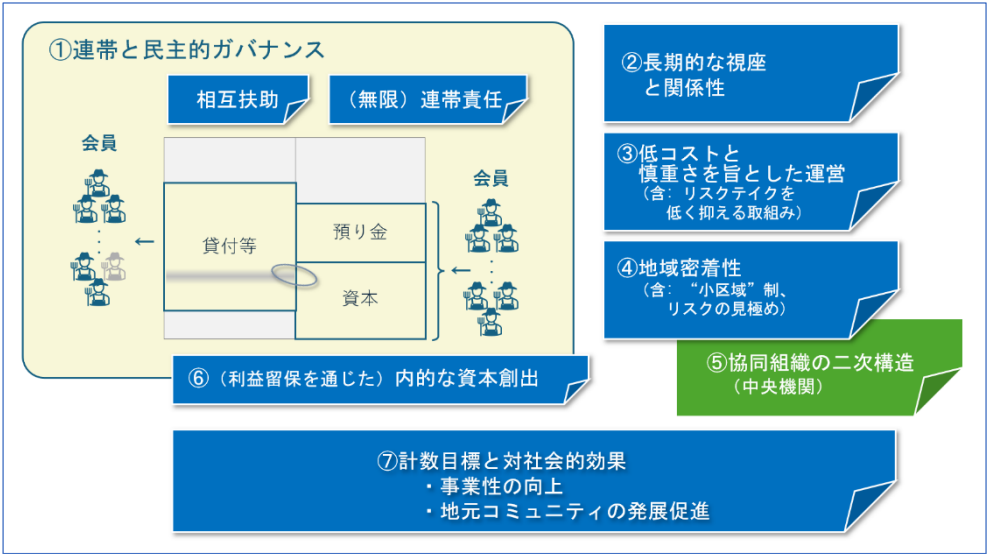 ①連帯と民主的ガバナンス
相互扶助
（無限）連帯責任
会員
貸付等
預り金
資本
会員
⑥（利益留保を通じた）内的な資本創出
②長期的な視座
と関係性
③低コストと
慎重さを旨とした運営
（含：リスクテイクを
低く抑える取組み）
④地域密着性
（含：“小区域”制、
リスクの見極め）
⑤協同組織の二次構造
（中央機関）
⑦計数目標と対社会的効果
・事業性の向上
・地元コミュニティの発展促進